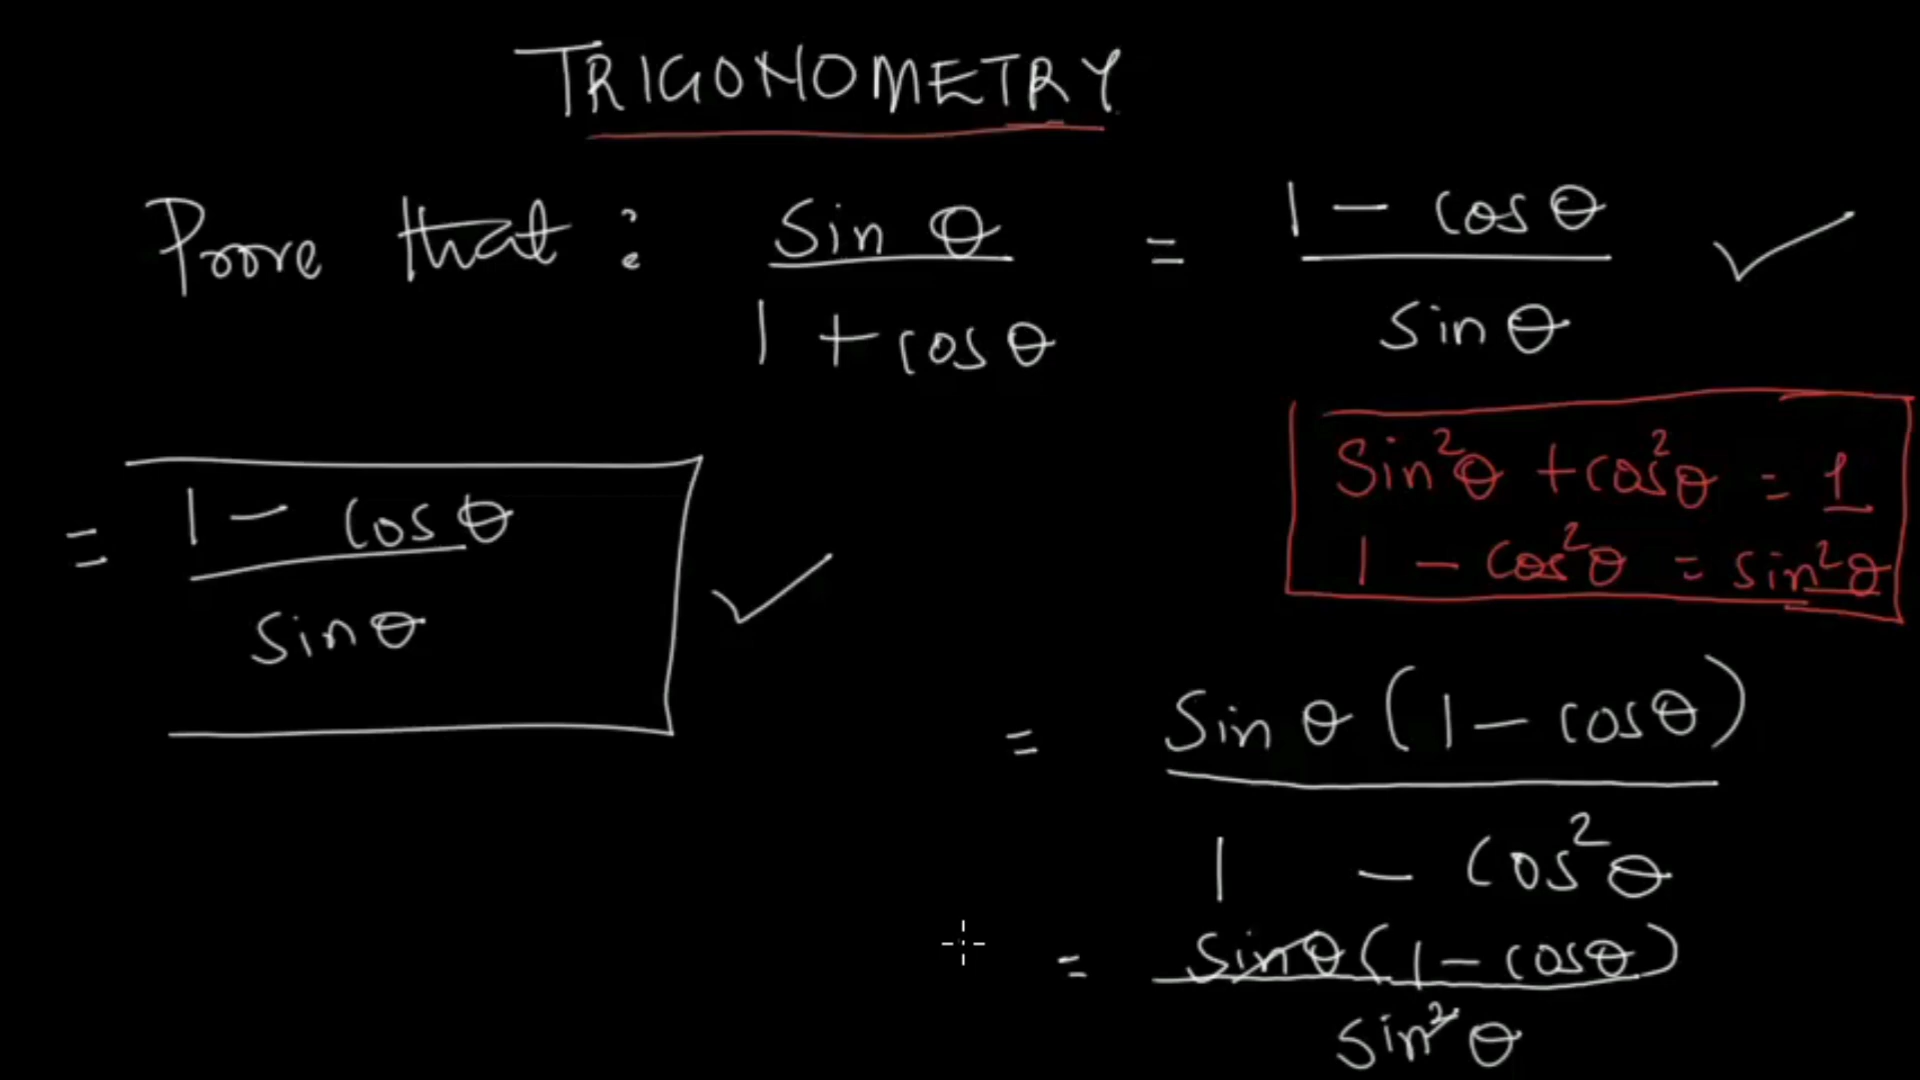 TRIGONOMETRY
Prove that : sin θ / 1 + cos θ = 1 - cos θ / sin θ ✓
sin²θ + cos²θ = 1
1 - cos²θ = sin²θ
= sin θ (1 - cos θ) / 1 - cos²θ
= sin θ (1 - cos θ) / sin²θ
= 1 - cos θ / sin θ ✓